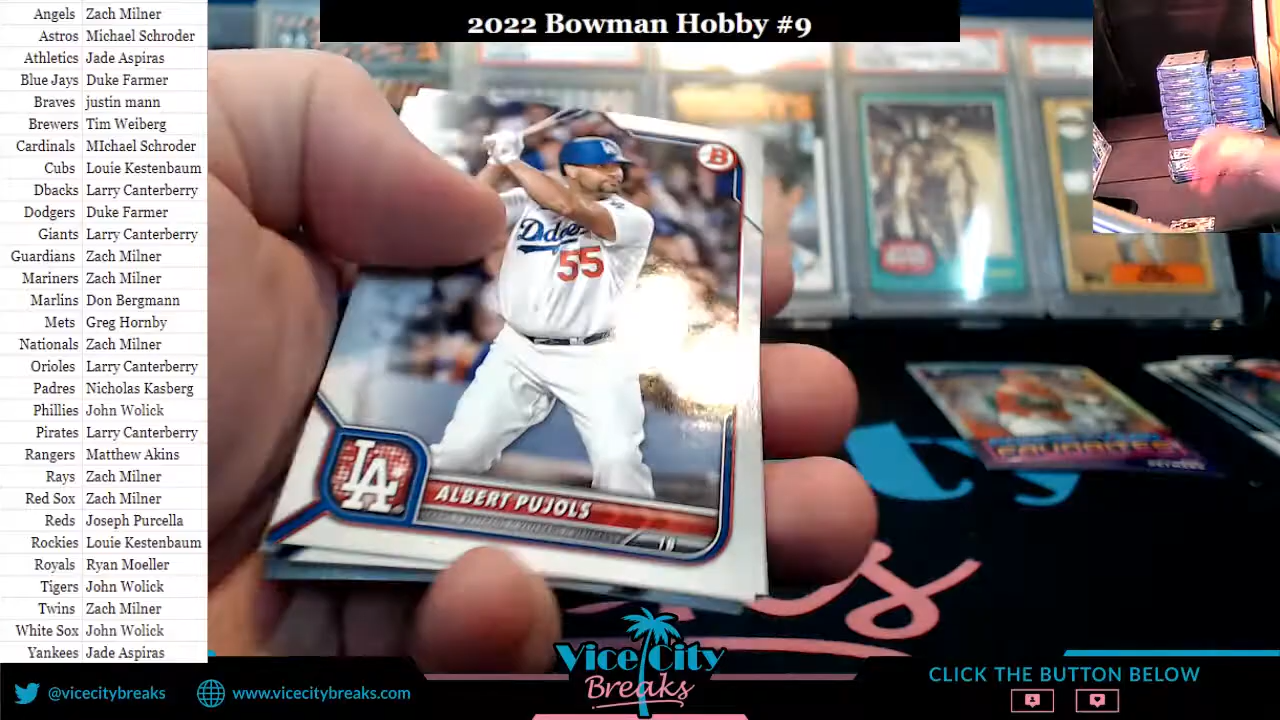 2022 Bowman Hobby #9
Angels Zach Milner
Astros Michael Schroder
Athletics Jade Aspiras
Blue Jays Duke Farmer
Braves justin mann
Brewers Tim Weiberg
Cardinals MIchael Schroder
Cubs Louie Kestenbaum
Dbacks Larry Canterberry
Dodgers Duke Farmer
Giants Larry Canterberry
Guardians Zach Milner
Mariners Zach Milner
Marlins Don Bergmann
Mets Greg Hornby
Nationals Zach Milner
Orioles Larry Canterberry
Padres Nicholas Kasberg
Phillies John Wolick
Pirates Larry Canterberry
Rangers Matthew Akins
Rays Zach Milner
Red Sox Zach Milner
Reds Joseph Purcella
Rockies Louie Kestenbaum
Royals Ryan Moeller
Tigers John Wolick
Twins Zach Milner
White Sox John Wolick
Yankees Jade Aspiras
B
LA
Dodgers
55
LA
ALBERT PUJOLS
1B
FAVORITES
Vice City
Breaks
@vicecitybreaks
www.vicecitybreaks.com
CLICK THE BUTTON BELOW